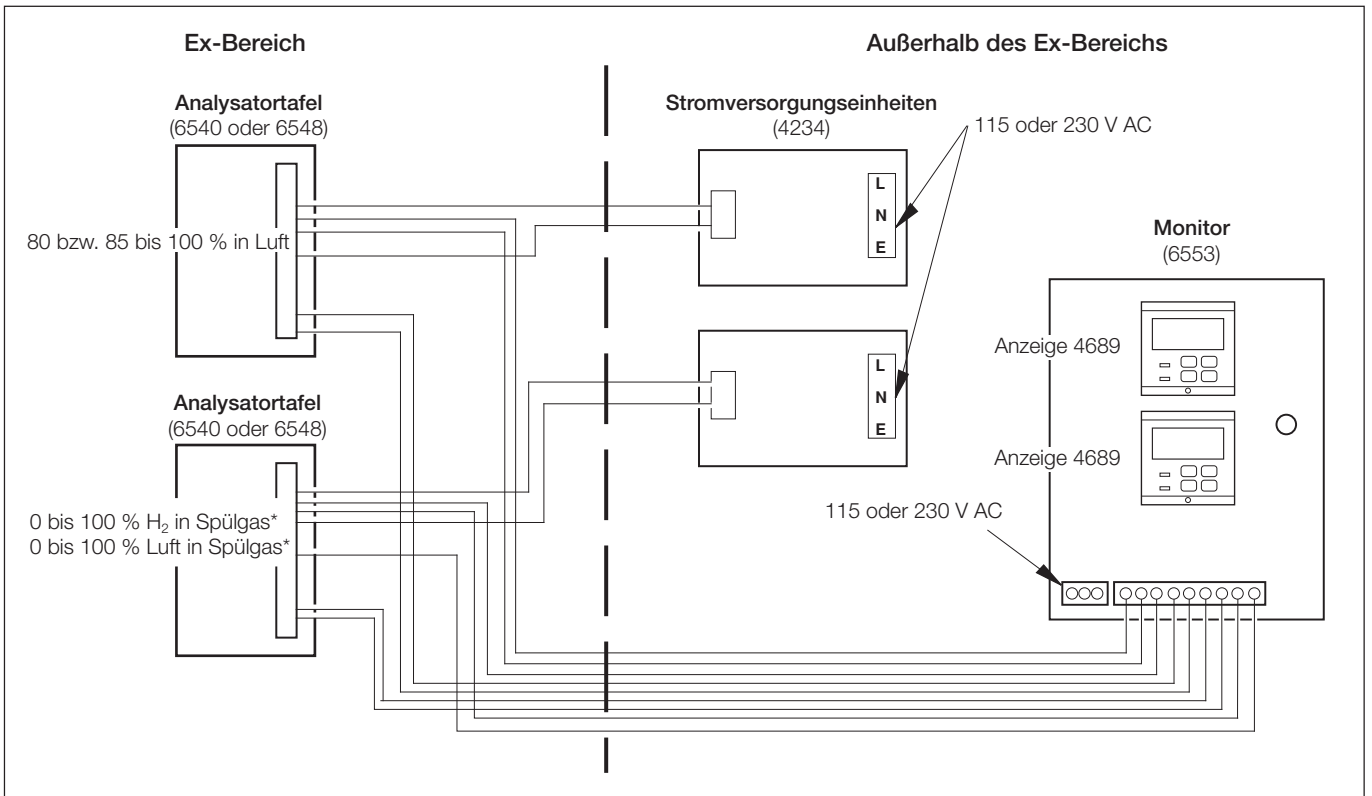 Ex-Bereich
Außerhalb des Ex-Bereichs
Analysatortafel
(6540 oder 6548)
80 bzw. 85 bis 100 % in Luft
Analysatortafel
(6540 oder 6548)
0 bis 100 % H₂ in Spülgas*
0 bis 100 % Luft in Spülgas*
Stromversorgungseinheiten
(4234)
115 oder 230 V AC
L
N
E
L
N
E
Monitor
(6553)
Anzeige 4689
Anzeige 4689
115 oder 230 V AC